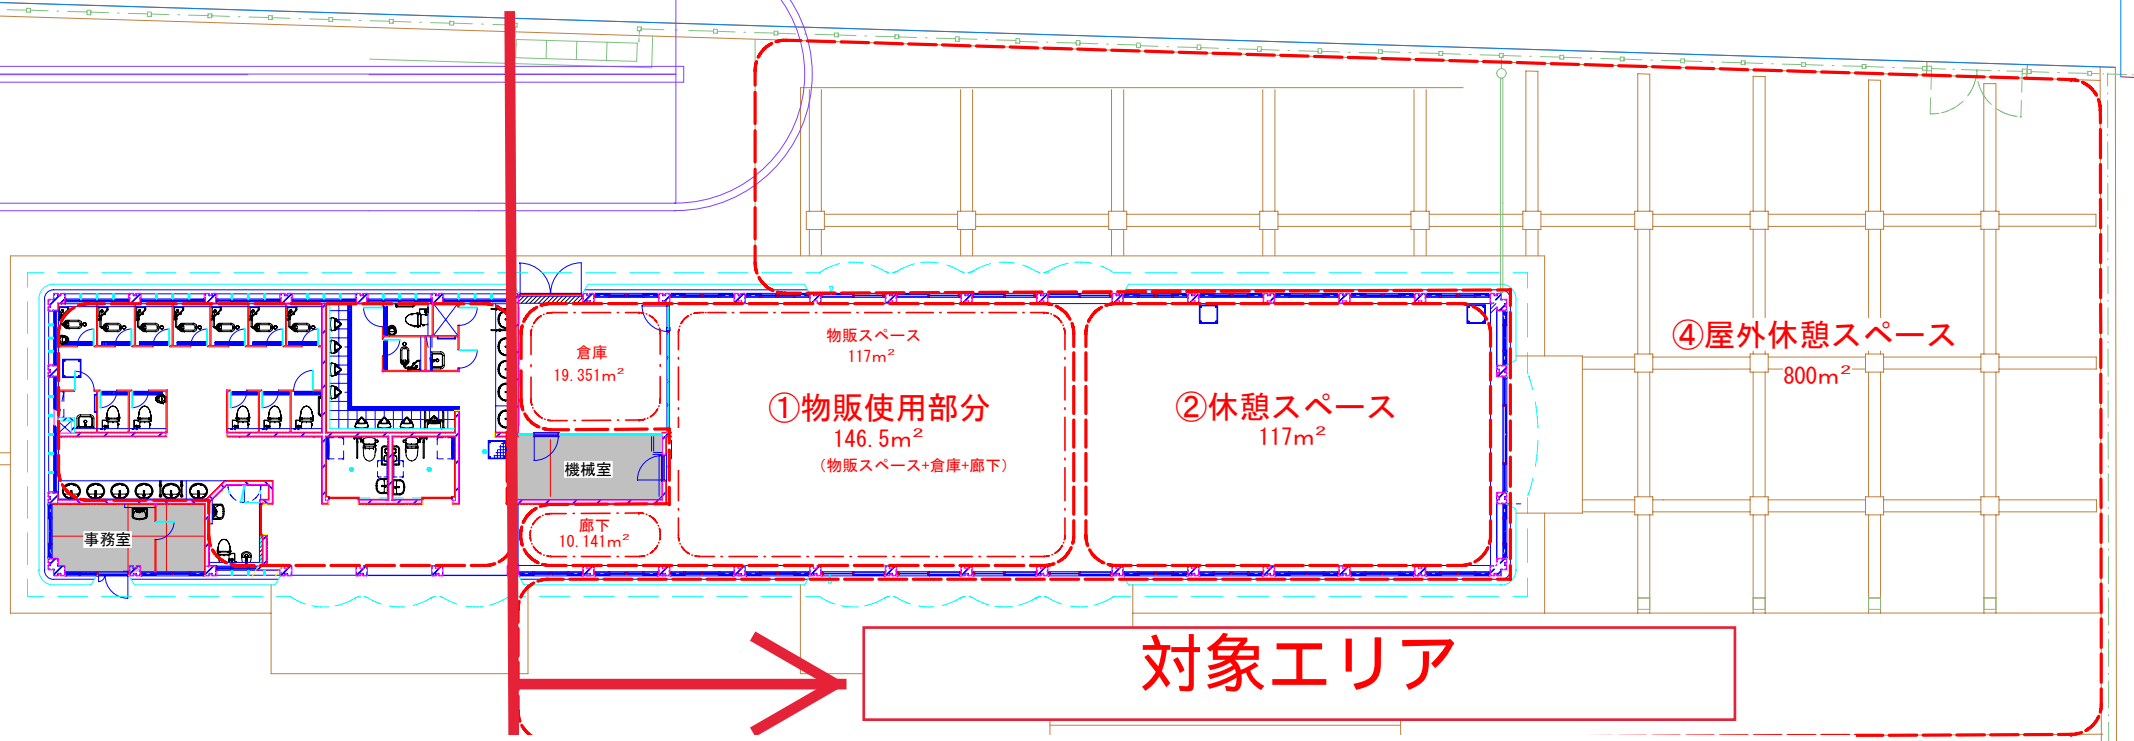 倉庫
19.351m²
物販スペース
117m²
①物販使用部分
146.5m²
(物販スペース+倉庫+廊下)
②休憩スペース
117m²
④屋外休憩スペース
800m²
機械室
廊下
10.141m²
事務室
対象エリア